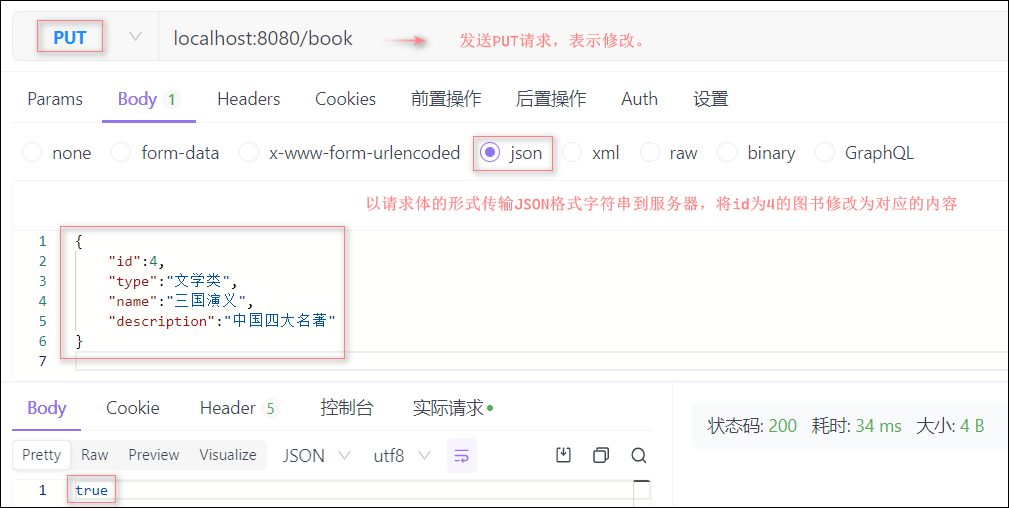 PUT localhost:8080/book 发送PUT请求，表示修改。
Params Body 1 Headers Cookies 前置操作 后置操作 Auth 设置
none form-data x-www-form-urlencoded json xml raw binary GraphQL
以请求体的形式传输JSON格式字符串到服务器，将id为4的图书修改为对应的内容
1 {
2 "id":4,
3 "type":"文学类",
4 "name":"三国演义",
5 "description":"中国四大名著"
6 }
7
Body Cookie Header 5 控制台 实际请求
状态码: 200 耗时: 34 ms 大小: 4 B
Pretty Raw Preview Visualize JSON utf8
1 true